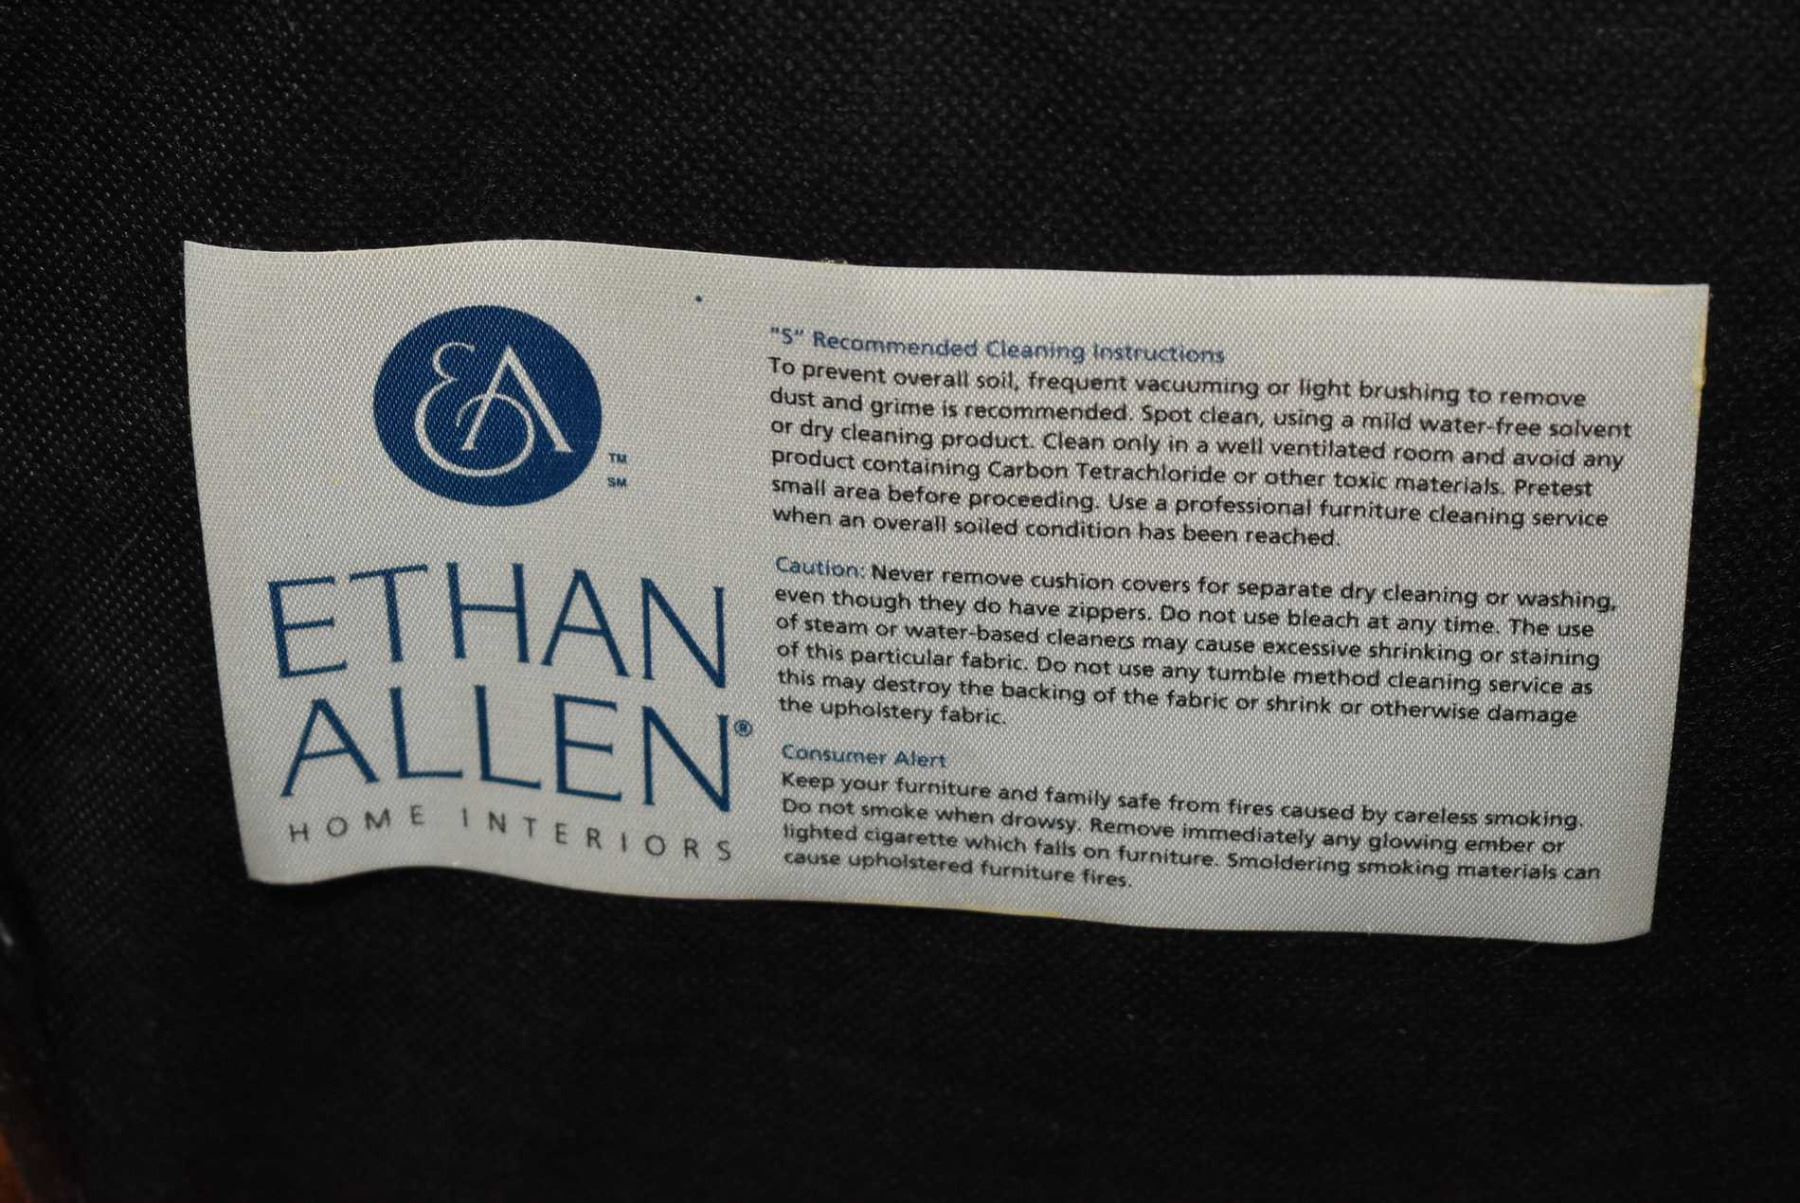 EA
TM
SM
ETHAN
ALLEN®
HOME INTERIORS
"S" Recommended Cleaning Instructions
To prevent overall soil, frequent vacuuming or light brushing to remove
dust and grime is recommended. Spot clean, using a mild water-free solvent
or dry cleaning product. Clean only in a well ventilated room and avoid any
product containing Carbon Tetrachloride or other toxic materials. Pretest
small area before proceeding. Use a professional furniture cleaning service
when an overall soiled condition has been reached.
Caution: Never remove cushion covers for separate dry cleaning or washing,
even though they do have zippers. Do not use bleach at any time. The use
of steam or water-based cleaners may cause excessive shrinking or staining
of this particular fabric. Do not use any tumble method cleaning service as
this may destroy the backing of the fabric or shrink or otherwise damage
the upholstery fabric.
Consumer Alert
Keep your furniture and family safe from fires caused by careless smoking.
Do not smoke when drowsy. Remove immediately any glowing ember or
lighted cigarette which falls on furniture. Smoldering smoking materials can
cause upholstered furniture fires.